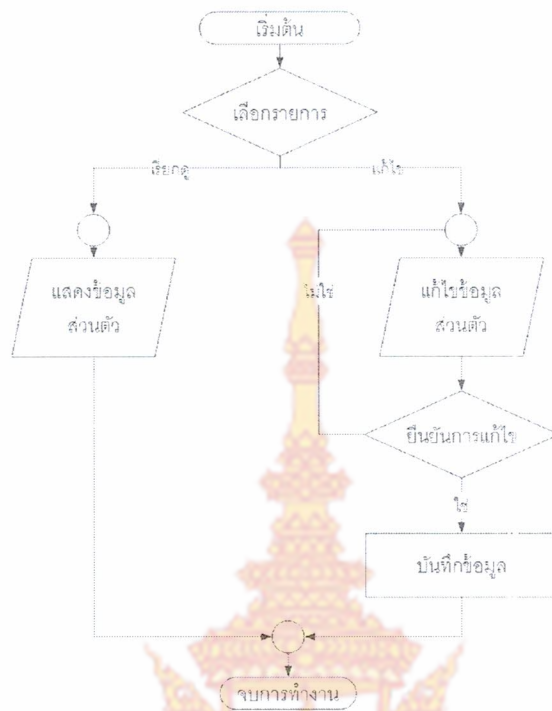 เริ่มต้น
เลือกรายการ
เรียกดู
แก้ไข
แสดงข้อมูล
ส่วนตัว
ไม่ใช่
แก้ไขข้อมูล
ส่วนตัว
ยืนยันการแก้ไข
ใช่
บันทึกข้อมูล
จบการทำงาน